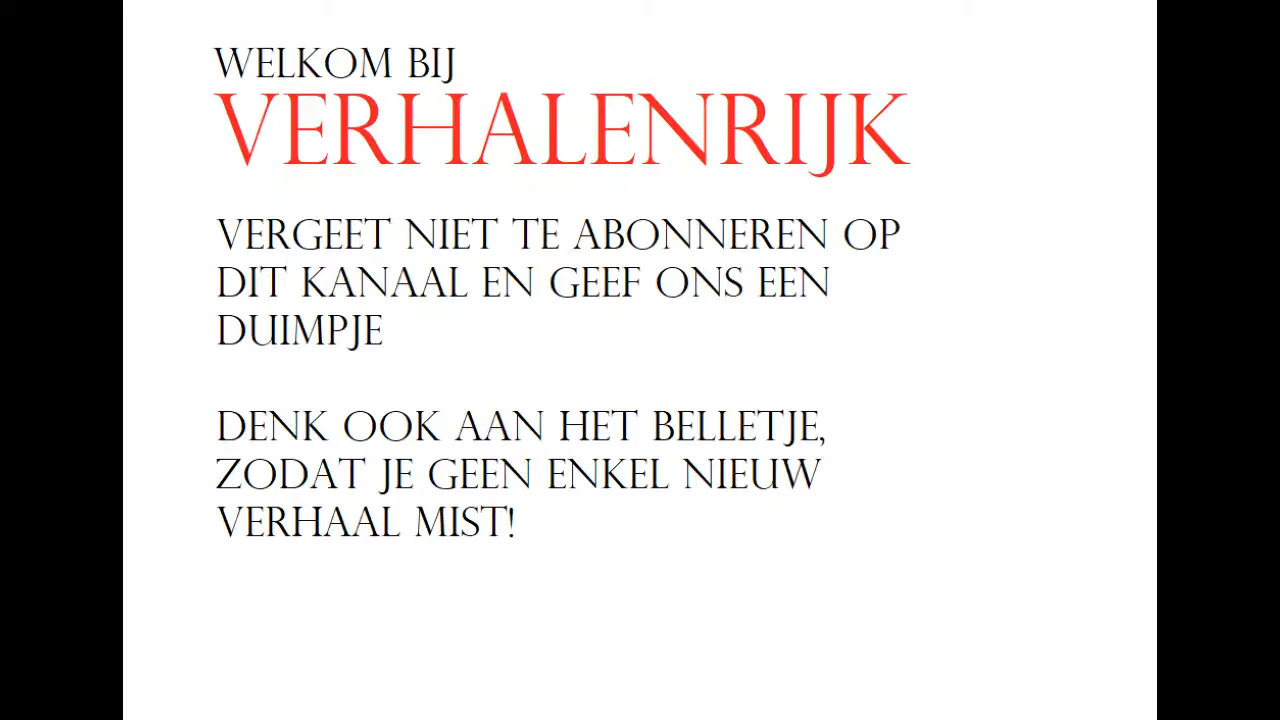 WELKOM BIJ
VERHALENRIJK
VERGEET NIET TE ABONNEREN OP
DIT KANAAL EN GEEF ONS EEN
DUIMPJE
DENK OOK AAN HET BELLETJE,
ZODAT JE GEEN ENKEL NIEUW
VERHAAL MIST!